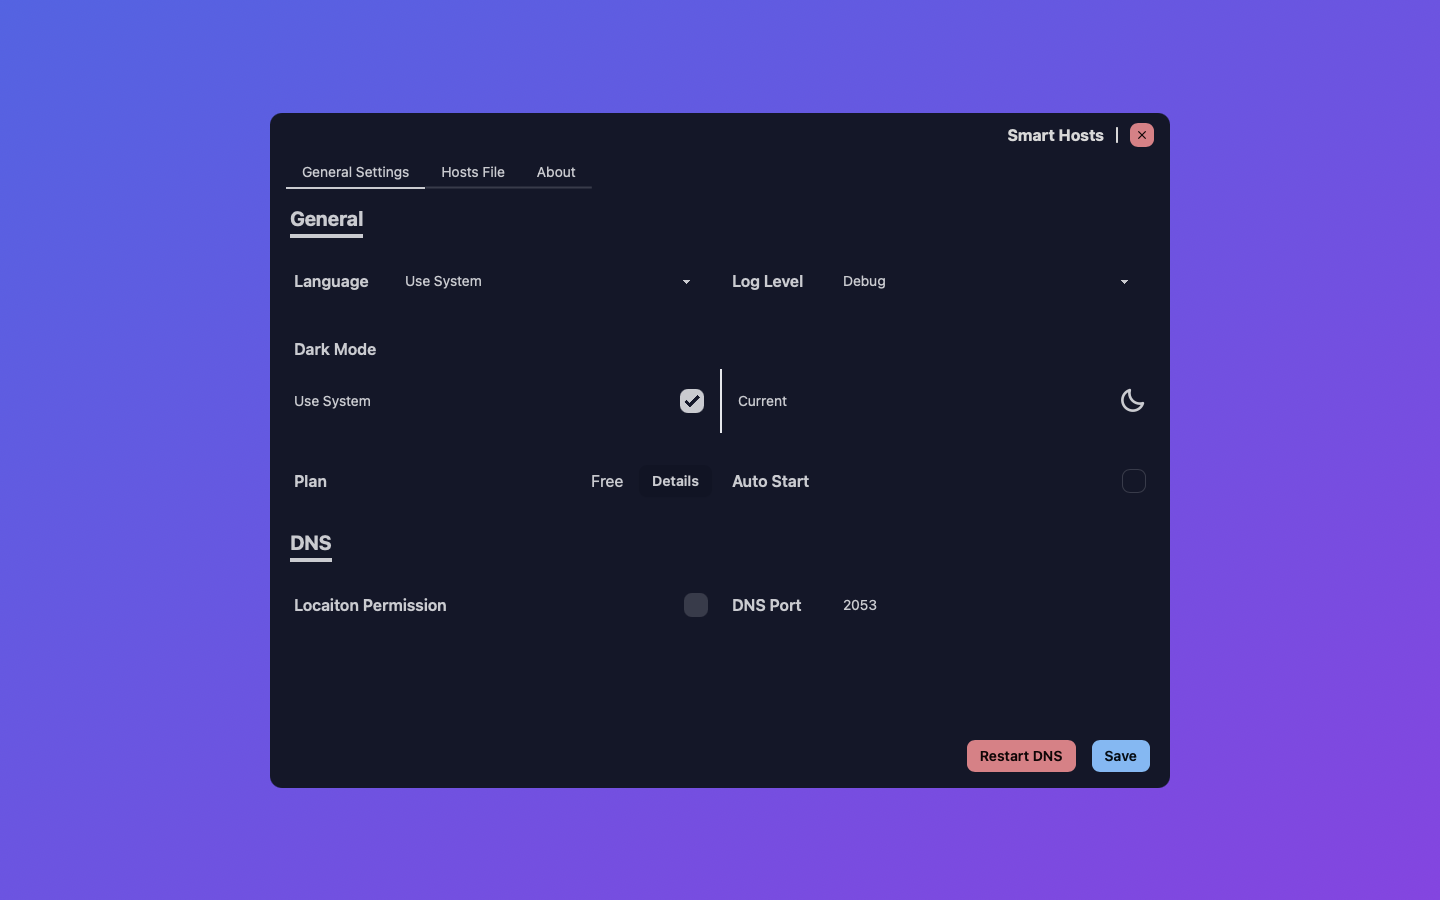 Smart Hosts
General Settings Hosts File About
General
Language Use System Log Level Debug
Dark Mode
Use System Current
Plan Free Details Auto Start
DNS
Locaiton Permission DNS Port 2053
Restart DNS Save